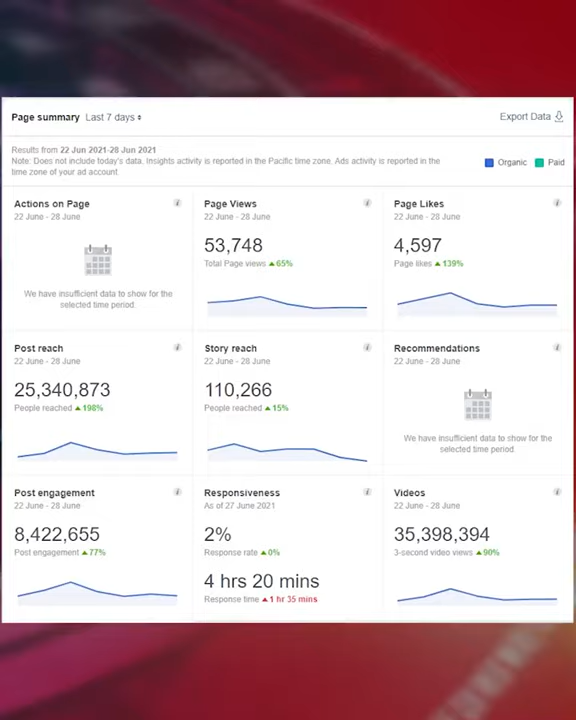 Page summary Last 7 days
Export Data
Results from 22 Jun 2021-28 Jun 2021
Note: Does not include today's data. Insights activity is reported in the Pacific time zone. Ads activity is reported in the
time zone of your ad account
Organic Paid
Actions on Page
22 June - 28 June
We have insufficient data to show for the
selected time period.
Page Views
22 June - 28 June
53,748
Total Page views ▲65%
Page Likes
22 June - 28 June
4,597
Page likes ▲139%
Post reach
22 June - 28 June
25,340,873
People reached ▲198%
Story reach
22 June - 28 June
110,266
People reached ▲15%
Recommendations
22 June - 28 June
We have insufficient data to show for the
selected time period
Post engagement
22 June - 28 June
8,422,655
Post engagement ▲77%
Responsiveness
As of 27 June 2021
2%
Response rate ▲0%
4 hrs 20 mins
Response time ▲1 hr 35 mins
Videos
22 June - 28 June
35,398,394
3-second video views ▲90%